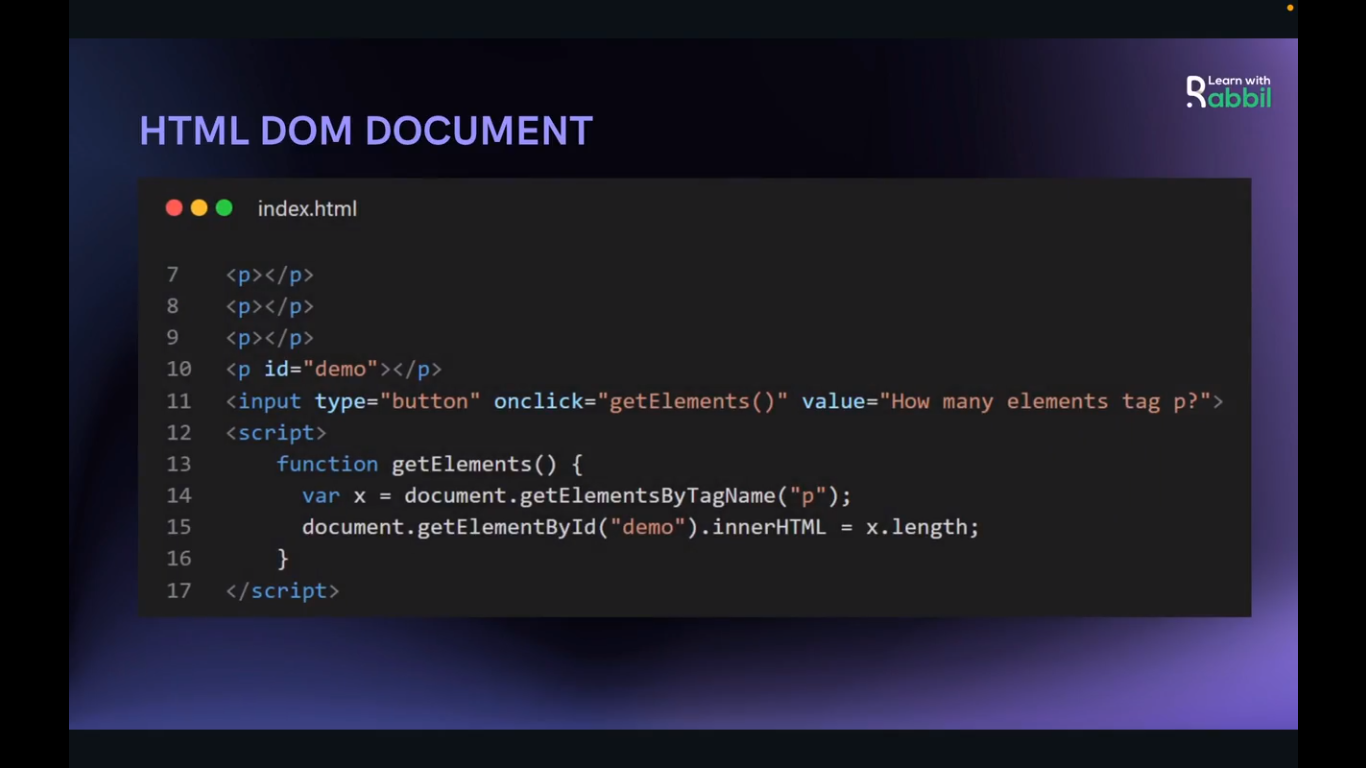 Learn with
Rabbil
HTML DOM DOCUMENT
index.html
7 <p></p>
8 <p></p>
9 <p></p>
10 <p id="demo"></p>
11 <input type="button" onclick="getElements()" value="How many elements tag p?">
12 <script>
13 function getElements() {
14 var x = document.getElementsByTagName("p");
15 document.getElementById("demo").innerHTML = x.length;
16 }
17 </script>